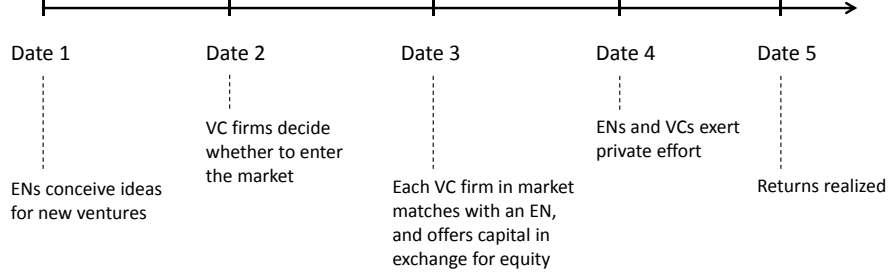 Date 1
Date 2
Date 3
Date 4
Date 5
ENs conceive ideas
for new ventures
VC firms decide
whether to enter
the market
Each VC firm in market
matches with an EN,
and offers capital in
exchange for equity
ENs and VCs exert
private effort
Returns realized